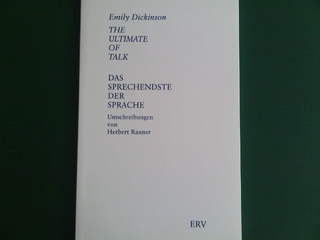 Emily Dickinson
THE
ULTIMATE
OF
TALK
DAS
SPRECHENDSTE
DER
SPRACHE
Umschreibungen
von
Herbert Rauner
ERV